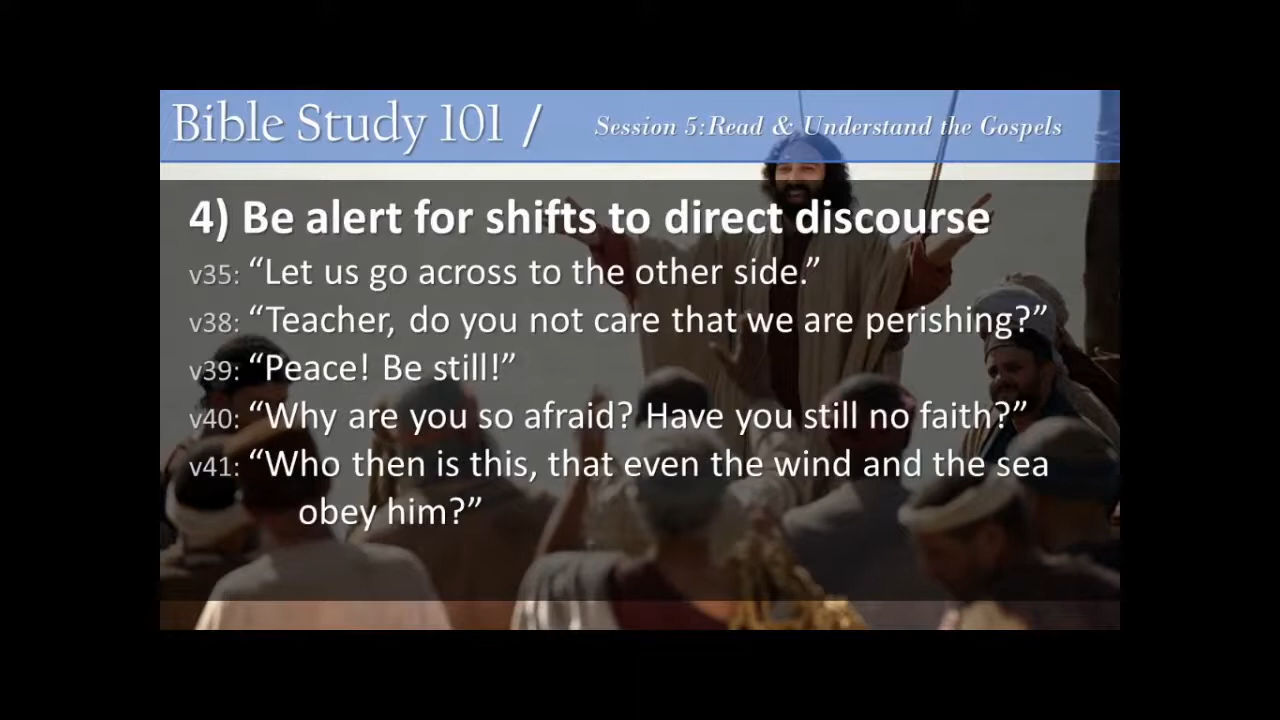 Bible Study 101 / Session 5:Read & Understand the Gospels
4) Be alert for shifts to direct discourse
v35: “Let us go across to the other side.”
v38: “Teacher, do you not care that we are perishing?”
v39: “Peace! Be still!”
v40: “Why are you so afraid? Have you still no faith?”
v41: “Who then is this, that even the wind and the sea
obey him?”